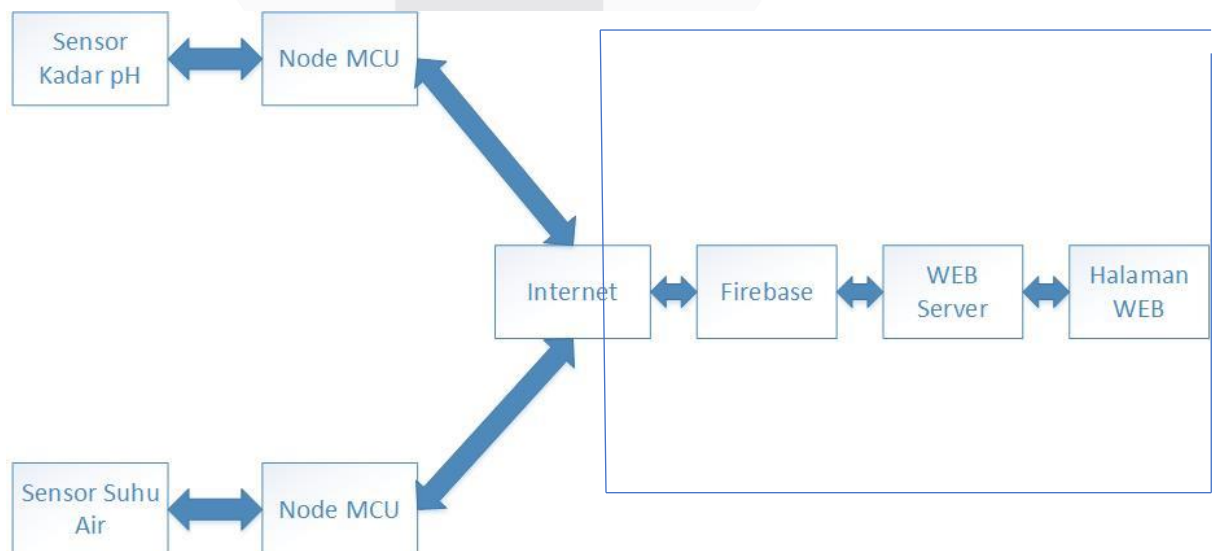 Sensor
Kadar pH
Node MCU
Internet
Firebase
WEB
Server
Halaman
WEB
Sensor Suhu
Air
Node MCU